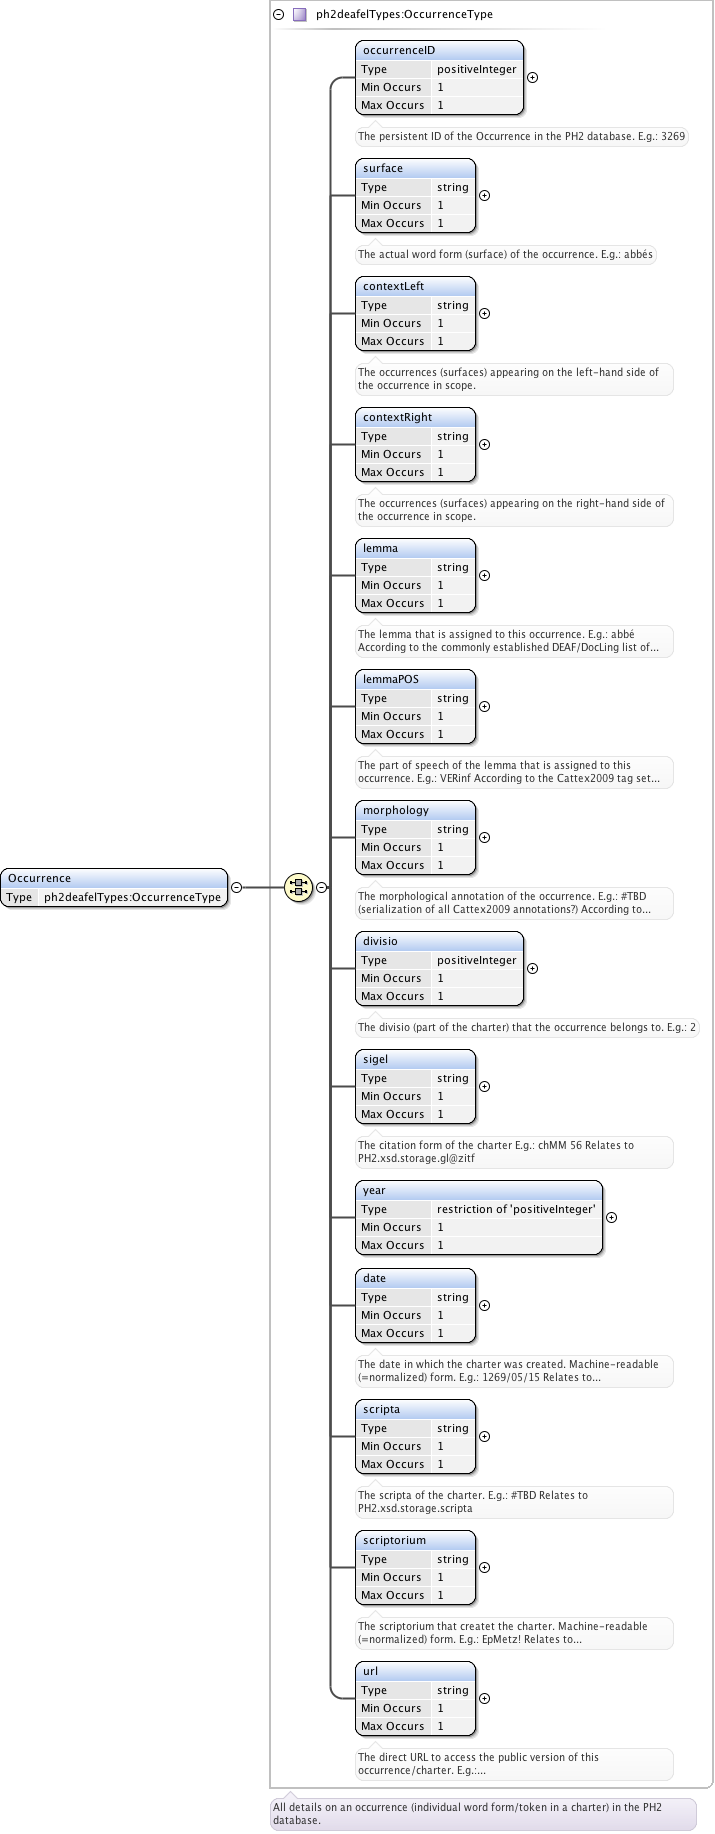 ph2deafelTypes:OccurrenceType
occurrenceID
Type positiveInteger
Min Occurs 1
Max Occurs 1
The persistent ID of the Occurrence in the PH2 database. E.g.: 3269
surface
Type string
Min Occurs 1
Max Occurs 1
The actual word form (surface) of the occurrence. E.g.: abbés
contextLeft
Type string
Min Occurs 1
Max Occurs 1
The occurrences (surfaces) appearing on the left-hand side of
the occurrence in scope.
contextRight
Type string
Min Occurs 1
Max Occurs 1
The occurrences (surfaces) appearing on the right-hand side of
the occurrence in scope.
lemma
Type string
Min Occurs 1
Max Occurs 1
The lemma that is assigned to this occurrence. E.g.: abbé
According to the commonly established DEAF/DocLing list of...
lemmaPOS
Type string
Min Occurs 1
Max Occurs 1
The part of speech of the lemma that is assigned to this
occurrence. E.g.: VERinf According to the Cattex2009 tag set...
morphology
Type string
Min Occurs 1
Max Occurs 1
Occurrence
Type ph2deafelTypes:OccurrenceType
The morphological annotation of the occurrence. E.g.: #TBD
(serialization of all Cattex2009 annotations?) According to...
divisio
Type positiveInteger
Min Occurs 1
Max Occurs 1
The divisio (part of the charter) that the occurrence belongs to. E.g.: 2
sigel
Type string
Min Occurs 1
Max Occurs 1
The citation form of the charter E.g.: chMM 56 Relates to
PH2.xsd.storage.gl@zitf
year
Type restriction of 'positiveInteger'
Min Occurs 1
Max Occurs 1
date
Type string
Min Occurs 1
Max Occurs 1
The date in which the charter was created. Machine-readable
(=normalized) form. E.g.: 1269/05/15 Relates to...
scripta
Type string
Min Occurs 1
Max Occurs 1
The scripta of the charter. E.g.: #TBD Relates to
PH2.xsd.storage.scripta
scriptorium
Type string
Min Occurs 1
Max Occurs 1
The scriptorium that createt the charter. Machine-readable
(=normalized) form. E.g.: EpMetz! Relates to...
url
Type string
Min Occurs 1
Max Occurs 1
The direct URL to access the public version of this
occurrence/charter. E.g.:...
All details on an occurrence (individual word form/token in a charter) in the PH2
database.